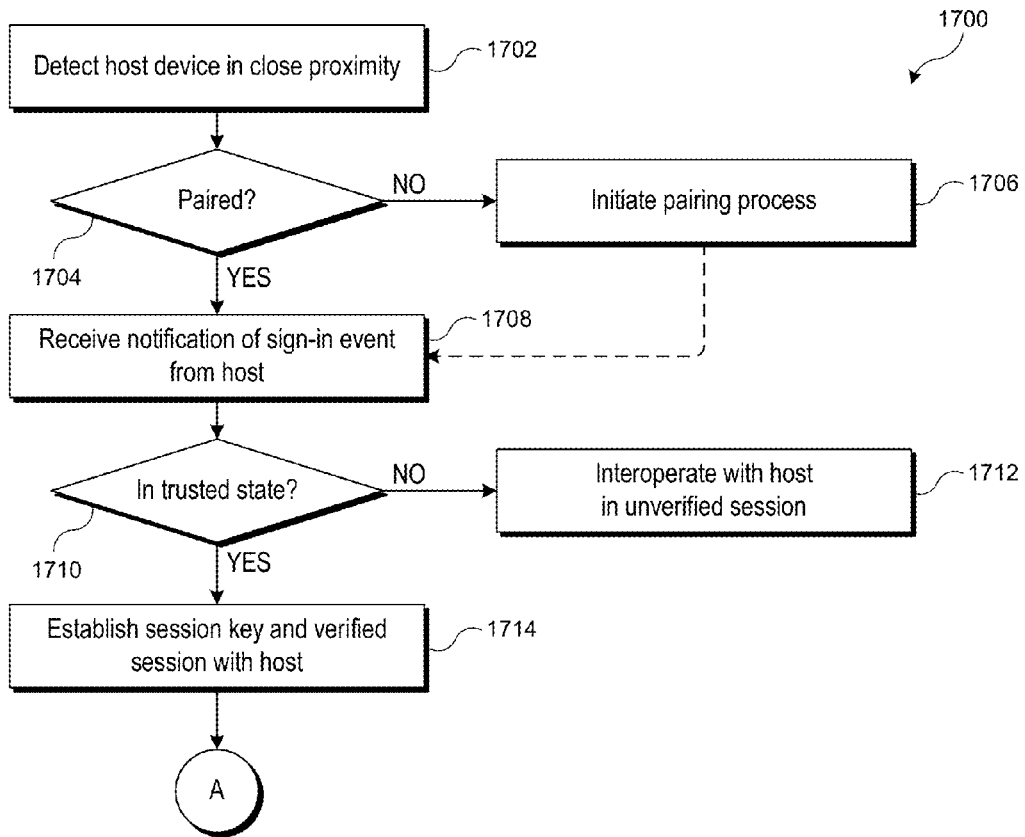 1700
Detect host device in close proximity
1702
Paired?
NO
1704
YES
Initiate pairing process
1706
Receive notification of sign-in event
from host
1708
In trusted state?
NO
1710
YES
Interoperate with host
in unverified session
1712
Establish session key and verified
session with host
1714
A